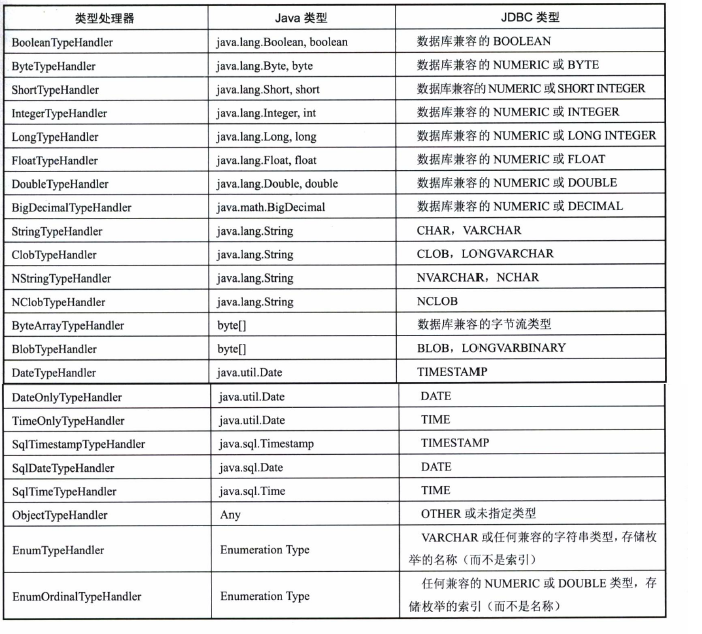 类型处理器 Java 类型 JDBC 类型
BooleanTypeHandler java.lang.Boolean, boolean 数据库兼容的 BOOLEAN
ByteTypeHandler java.lang.Byte, byte 数据库兼容的 NUMERIC 或 BYTE
ShortTypeHandler java.lang.Short, short 数据库兼容的 NUMERIC 或 SHORT INTEGER
IntegerTypeHandler java.lang.Integer, int 数据库兼容的 NUMERIC 或 INTEGER
LongTypeHandler java.lang.Long, long 数据库兼容的 NUMERIC 或 LONG INTEGER
FloatTypeHandler java.lang.Float, float 数据库兼容的 NUMERIC 或 FLOAT
DoubleTypeHandler java.lang.Double, double 数据库兼容的 NUMERIC 或 DOUBLE
BigDecimalTypeHandler java.math.BigDecimal 数据库兼容的 NUMERIC 或 DECIMAL
StringTypeHandler java.lang.String CHAR，VARCHAR
ClobTypeHandler java.lang.String CLOB，LONGVARCHAR
NStringTypeHandler java.lang.String NVARCHAR，NCHAR
NClobTypeHandler java.lang.String NCLOB
ByteArrayTypeHandler byte[] 数据库兼容的字节流类型
BlobTypeHandler byte[] BLOB，LONGVARBINARY
DateTypeHandler java.util.Date TIMESTAMP
DateOnlyTypeHandler java.util.Date DATE
TimeOnlyTypeHandler java.util.Date TIME
SqlTimestampTypeHandler java.sql.Timestamp TIMESTAMP
SqlDateTypeHandler java.sql.Date DATE
SqlTimeTypeHandler java.sql.Time TIME
ObjectTypeHandler Any OTHER 或未指定类型
EnumTypeHandler Enumeration Type VARCHAR 或任何兼容的字符串类型，存储枚
举的名称（而不是索引）
EnumOrdinalTypeHandler Enumeration Type 任何兼容的 NUMERIC 或 DOUBLE 类型，存
储枚举的索引（而不是名称）